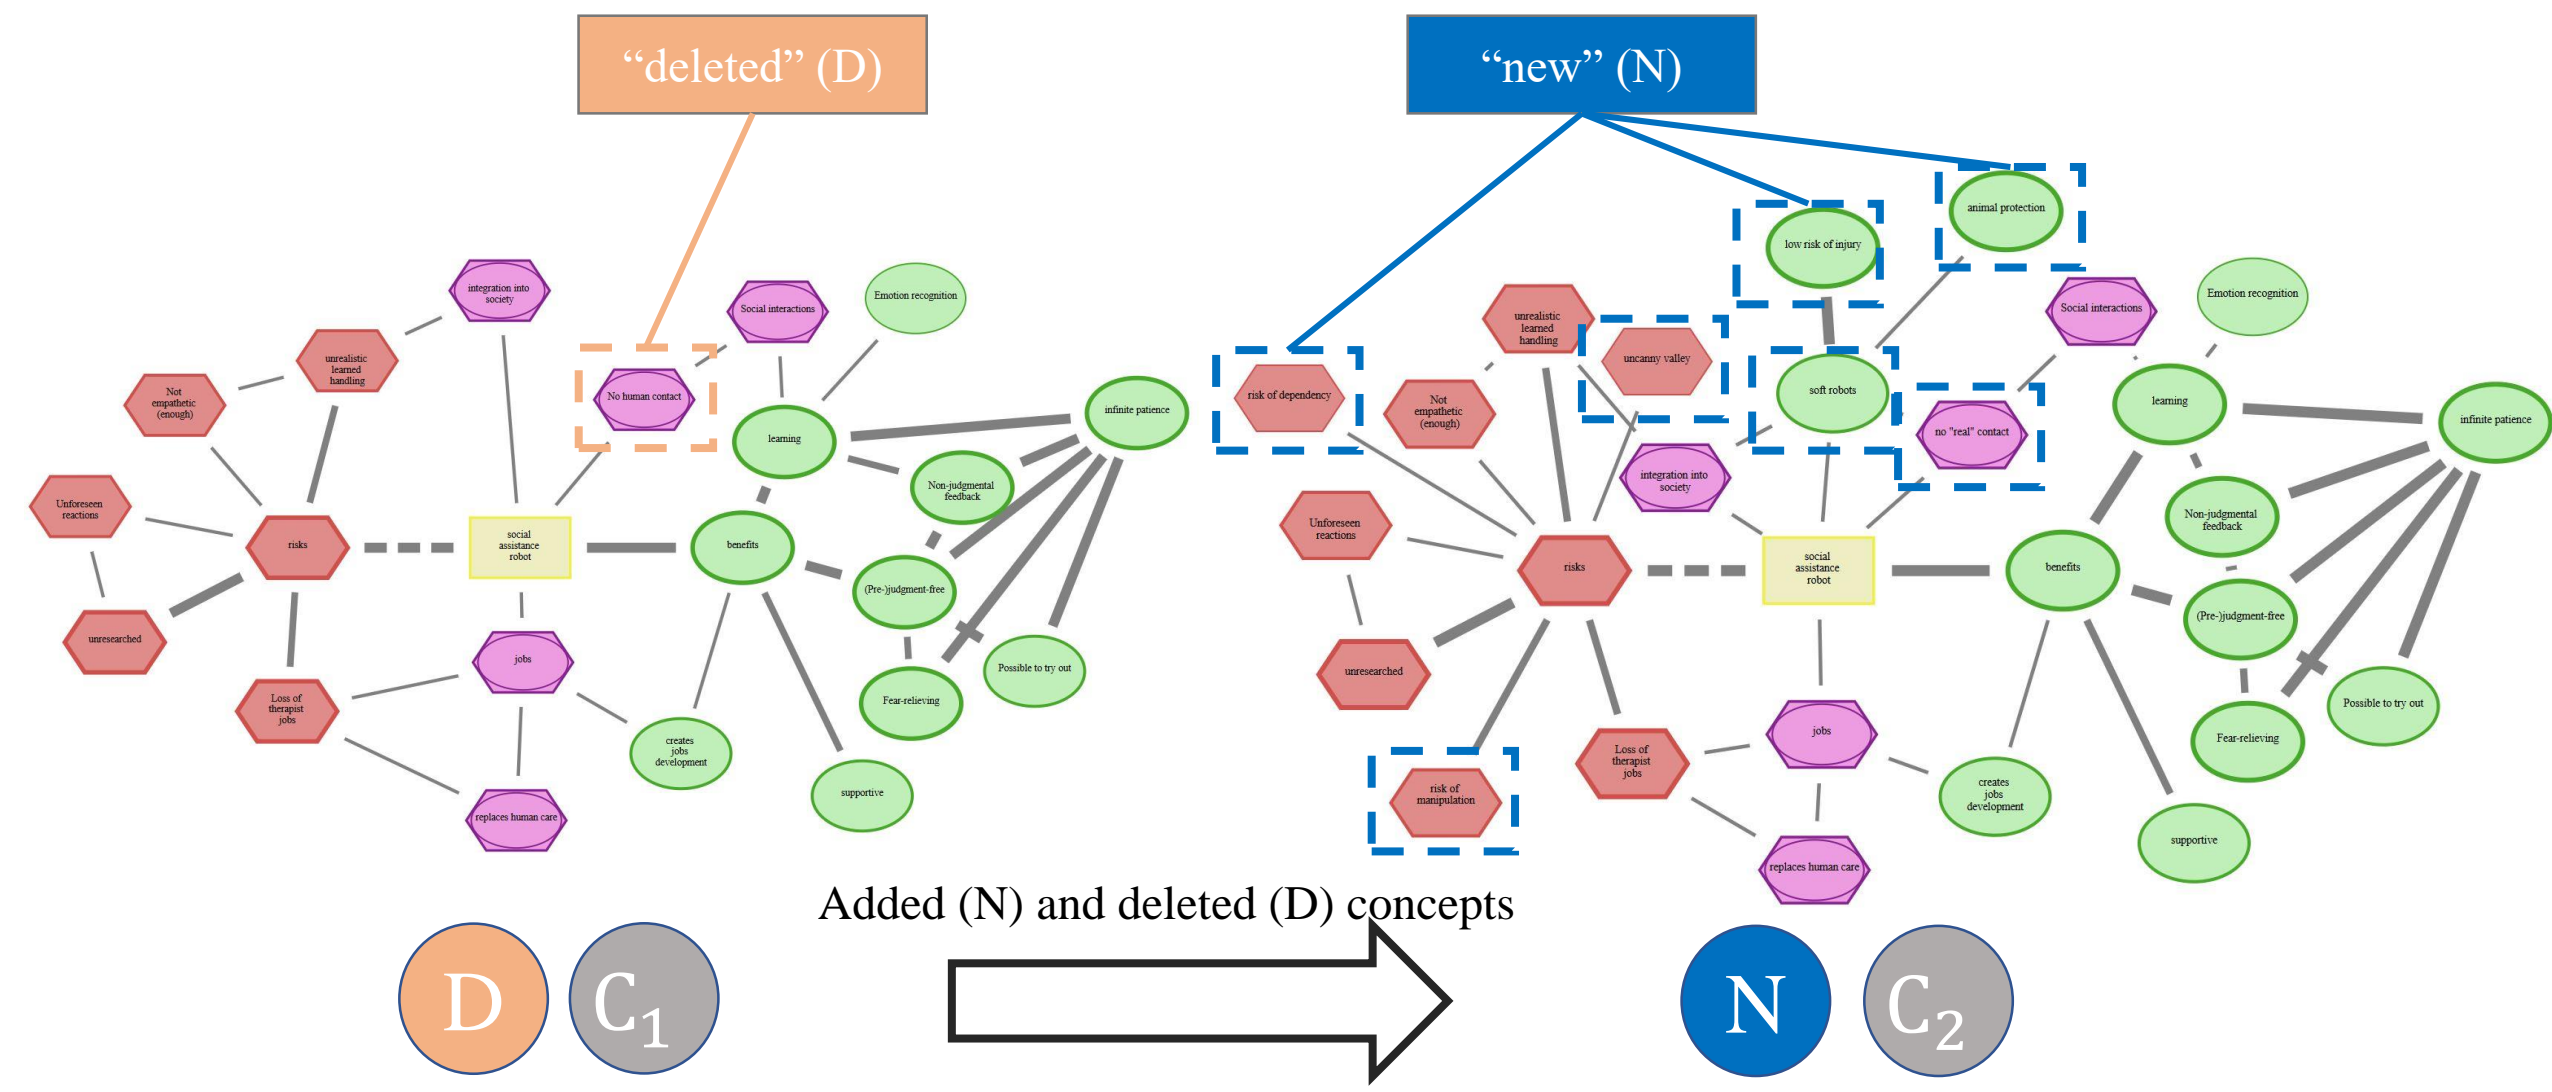 “deleted” (D)
“new” (N)
integration into
society
Social interactions
Emotion recognition
unrealistic
learned
handling
Not
empathetic
(enough)
No human contact
learning
infinite patience
Unforeseen
reactions
Non-judgmental
feedback
risks
social
assistance
robot
benefits
(Pre-)judgment-free
unresearched
jobs
Possible to try out
Loss of
therapist
jobs
Fear-relieving
creates
jobs
development
supportive
replaces human care
animal protection
low risk of injury
Emotion recognition
Social interactions
unrealistic
learned
handling
uncanny valley
risk of dependency
soft robots
Not
empathetic
(enough)
learning
infinite patience
no "real" contact
integration into
society
Unforeseen
reactions
Non-judgmental
feedback
risks
social
assistance
robot
benefits
(Pre-)judgment-free
unresearched
Possible to try out
jobs
Fear-relieving
Loss of
therapist
jobs
risk of
manipulation
creates
jobs
development
supportive
replaces human care
Added (N) and deleted (D) concepts
D
C1
N
C2